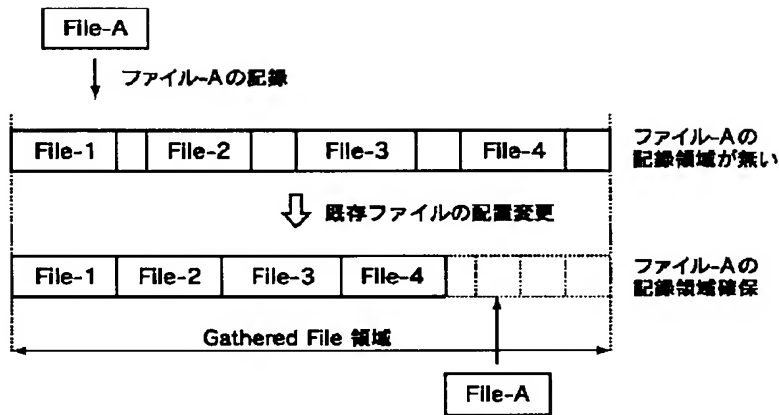 File-A
ファイル-Aの記録
File-1
File-2
File-3
File-4
ファイル-Aの
記録領域が無い
既存ファイルの配置変更
File-1
File-2
File-3
File-4
ファイル-Aの
記録領域確保
Gathered File 領域
File-A